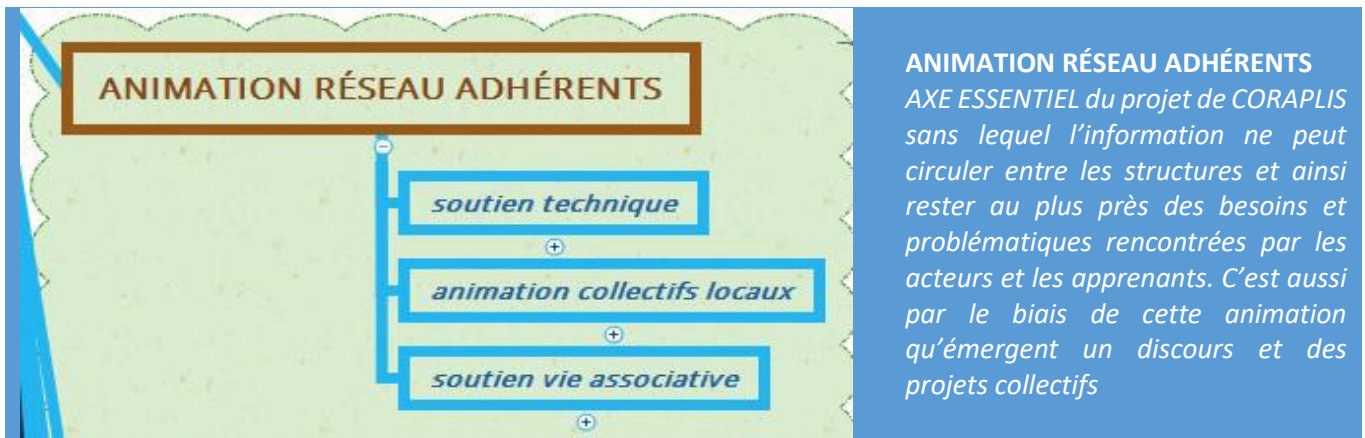 ANIMATION RÉSEAU ADHÉRENTS
soutien technique
animation collectifs locaux
soutien vie associative
ANIMATION RÉSEAU ADHÉRENTS
AXE ESSENTIEL du projet de CORAPLIS
sans lequel l’information ne peut
circuler entre les structures et ainsi
rester au plus près des besoins et
problématiques rencontrées par les
acteurs et les apprenants. C’est aussi
par le biais de cette animation
qu’émergent un discours et des
projets collectifs